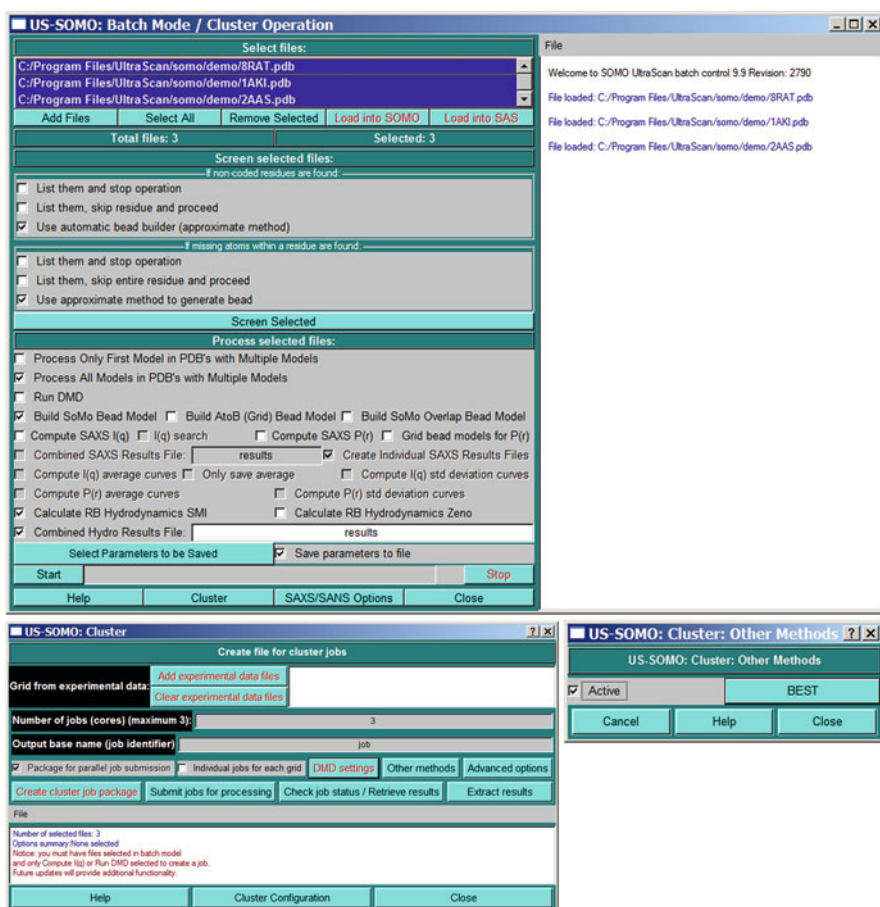 US-SOMO: Batch Mode / Cluster Operation
Select files:
C:/Program Files/UltraScan/somo/demo/8RAT.pdb
C:/Program Files/UltraScan/somo/demo/1AKI.pdb
C:/Program Files/UltraScan/somo/demo/2AAS.pdb
Add Files Select All Remove Selected Load into SOMO Load into SAS
Total files: 3 Selected: 3
Screen selected files:
If non-coded residues are found:
List them and stop operation
List them, skip residue and proceed
Use automatic bead builder (approximate method)
If missing atoms within a residue are found:
List them and stop operation
List them, skip entire residue and proceed
Use approximate method to generate bead
Screen Selected
Process selected files:
Process Only First Model in PDB's with Multiple Models
Process All Models in PDB's with Multiple Models
Run DMD
Build SoMo Bead Model Build AtoB (Grid) Bead Model Build SoMo Overlap Bead Model
Compute SAXS I(q) I(q) search Compute SAXS P(r) Grid bead models for P(r)
Combined SAXS Results File: results Create Individual SAXS Results Files
Compute I(q) average curves Only save average Compute I(q) std deviation curves
Compute P(r) average curves Compute P(r) std deviation curves
Calculate RB Hydrodynamics SMI Calculate RB Hydrodynamics Zeno
Combined Hydro Results File: results
Select Parameters to be Saved Save parameters to file
Start Stop
Help Cluster SAXS/SANS Options Close
File
Welcome to SOMO UltraScan batch control 9.9 Revision: 2790
File loaded: C:/Program Files/UltraScan/somo/demo/8RAT.pdb
File loaded: C:/Program Files/UltraScan/somo/demo/1AKI.pdb
File loaded: C:/Program Files/UltraScan/somo/demo/2AAS.pdb
US-SOMO: Cluster
Create file for cluster jobs
Grid from experimental data: Add experimental data files
Clear experimental data files
Number of jobs (cores) (maximum 3): 3
Output base name (job identifier) job
Package for parallel job submission Individual jobs for each grid DMD settings Other methods Advanced options
Create cluster job package Submit jobs for processing Check job status / Retrieve results Extract results
File
Number of selected files: 3
Options summary:None selected
Notice: you must have files selected in batch model
and only Compute I(q) or Run DMD selected to create a job.
Future updates will provide additional functionality.
Help Cluster Configuration Close
US-SOMO: Cluster: Other Methods
US-SOMO: Cluster: Other Methods
Active BEST
Cancel Help Close